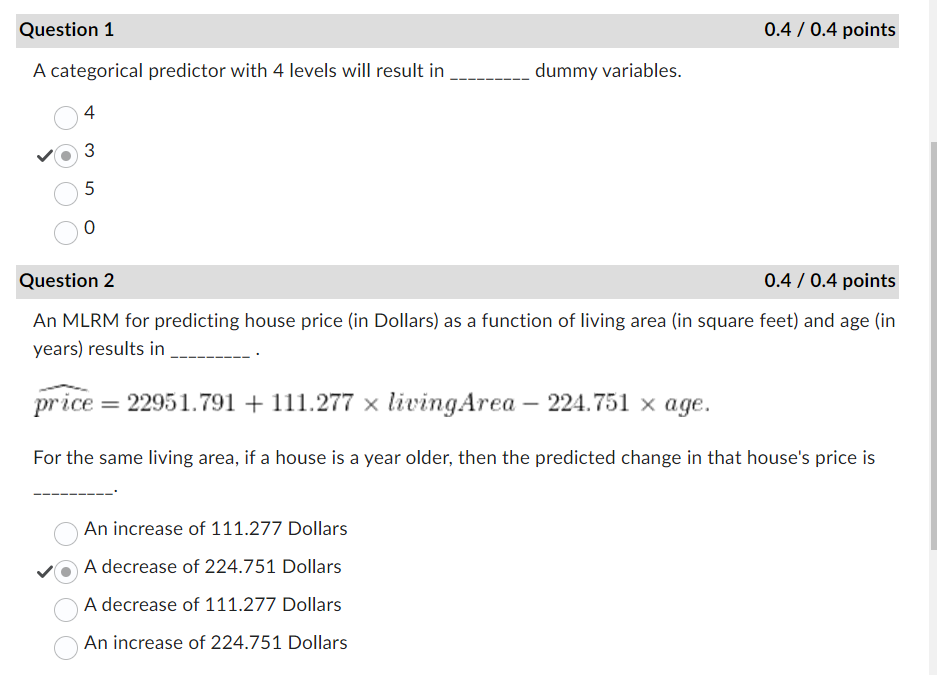 Question 1 0.4 / 0.4 points
A categorical predictor with 4 levels will result in _________ dummy variables.
4
3
5
0
Question 2 0.4 / 0.4 points
An MLRM for predicting house price (in Dollars) as a function of living area (in square feet) and age (in
years) results in _________ .
\widehat{price} = 22951.791 + 111.277 × livingArea − 224.751 × age.
For the same living area, if a house is a year older, then the predicted change in that house's price is
_________.
An increase of 111.277 Dollars
A decrease of 224.751 Dollars
A decrease of 111.277 Dollars
An increase of 224.751 Dollars